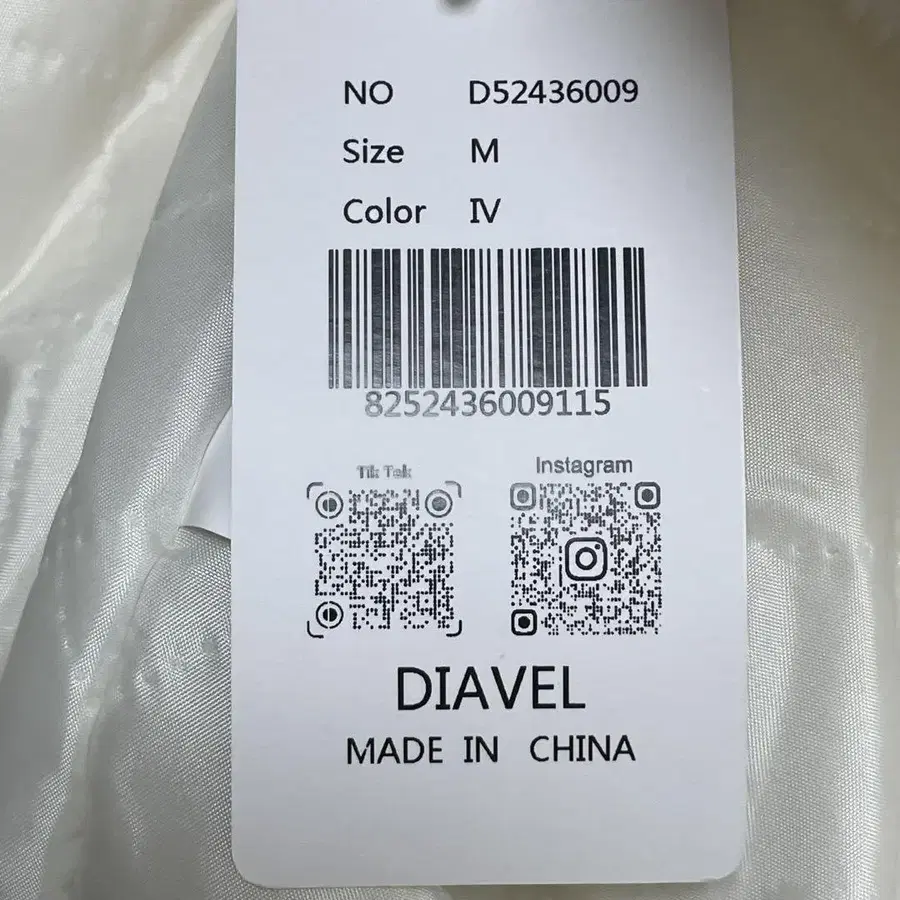 NO D52436009
Size M
Color IV
8252436009115
Tik Tok Instagram
DIAVEL
MADE IN CHINA